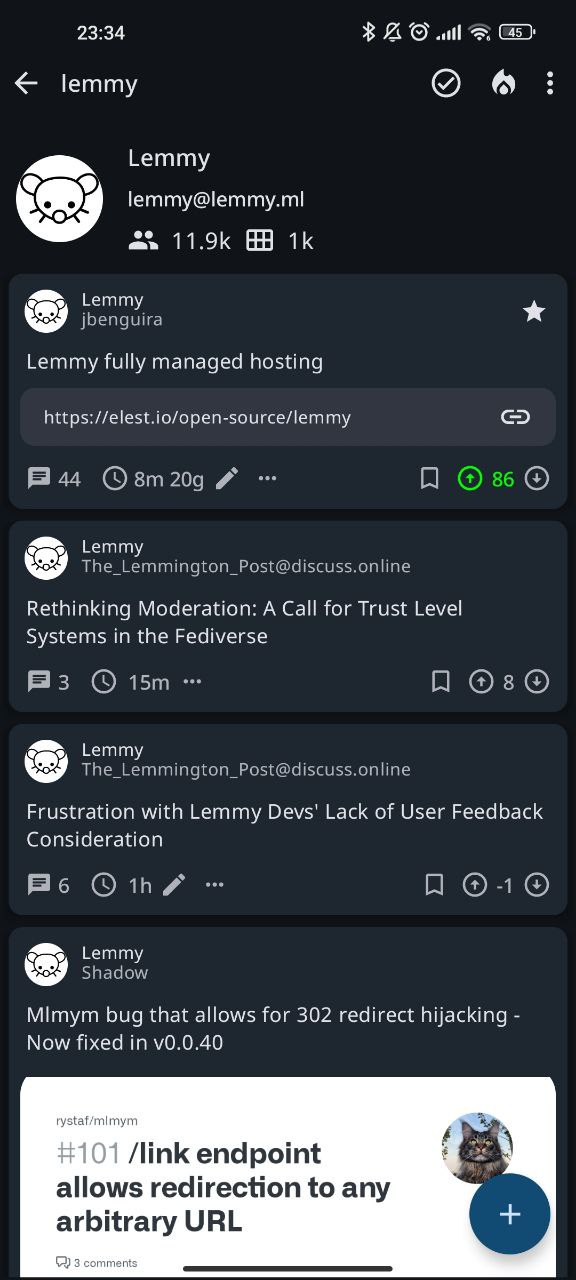 23:34
45
lemmy
Lemmy
lemmy@lemmy.ml
11.9k 1k
Lemmy
jbenguira
Lemmy fully managed hosting
https://elest.io/open-source/lemmy
44 8m 20g ••• 86
Lemmy
The_Lemmington_Post@discuss.online
Rethinking Moderation: A Call for Trust Level
Systems in the Fediverse
3 15m ••• 8
Lemmy
The_Lemmington_Post@discuss.online
Frustration with Lemmy Devs' Lack of User Feedback
Consideration
6 1h ••• -1
Lemmy
Shadow
Mlmym bug that allows for 302 redirect hijacking -
Now fixed in v0.0.40
rystaf/mlmym
#101 /link endpoint
allows redirection to any
arbitrary URL
3 comments